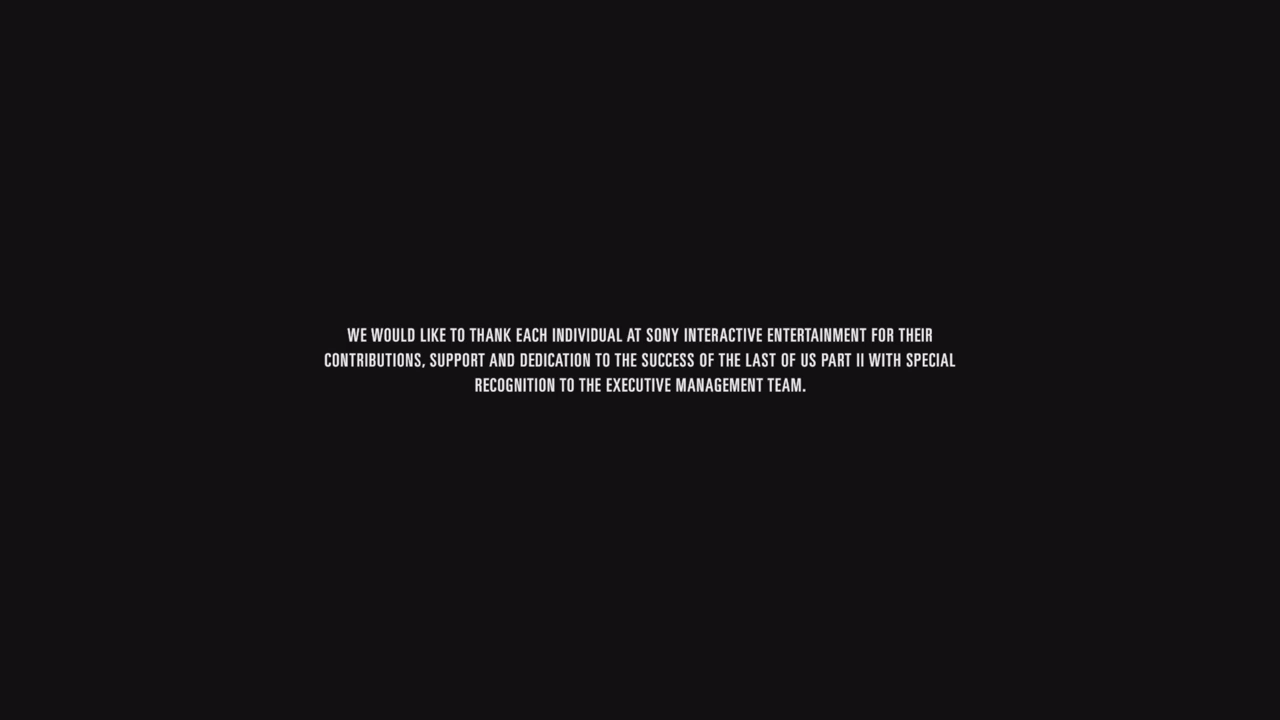 WE WOULD LIKE TO THANK EACH INDIVIDUAL AT SONY INTERACTIVE ENTERTAINMENT FOR THEIR
CONTRIBUTIONS, SUPPORT AND DEDICATION TO THE SUCCESS OF THE LAST OF US PART II WITH SPECIAL
RECOGNITION TO THE EXECUTIVE MANAGEMENT TEAM.